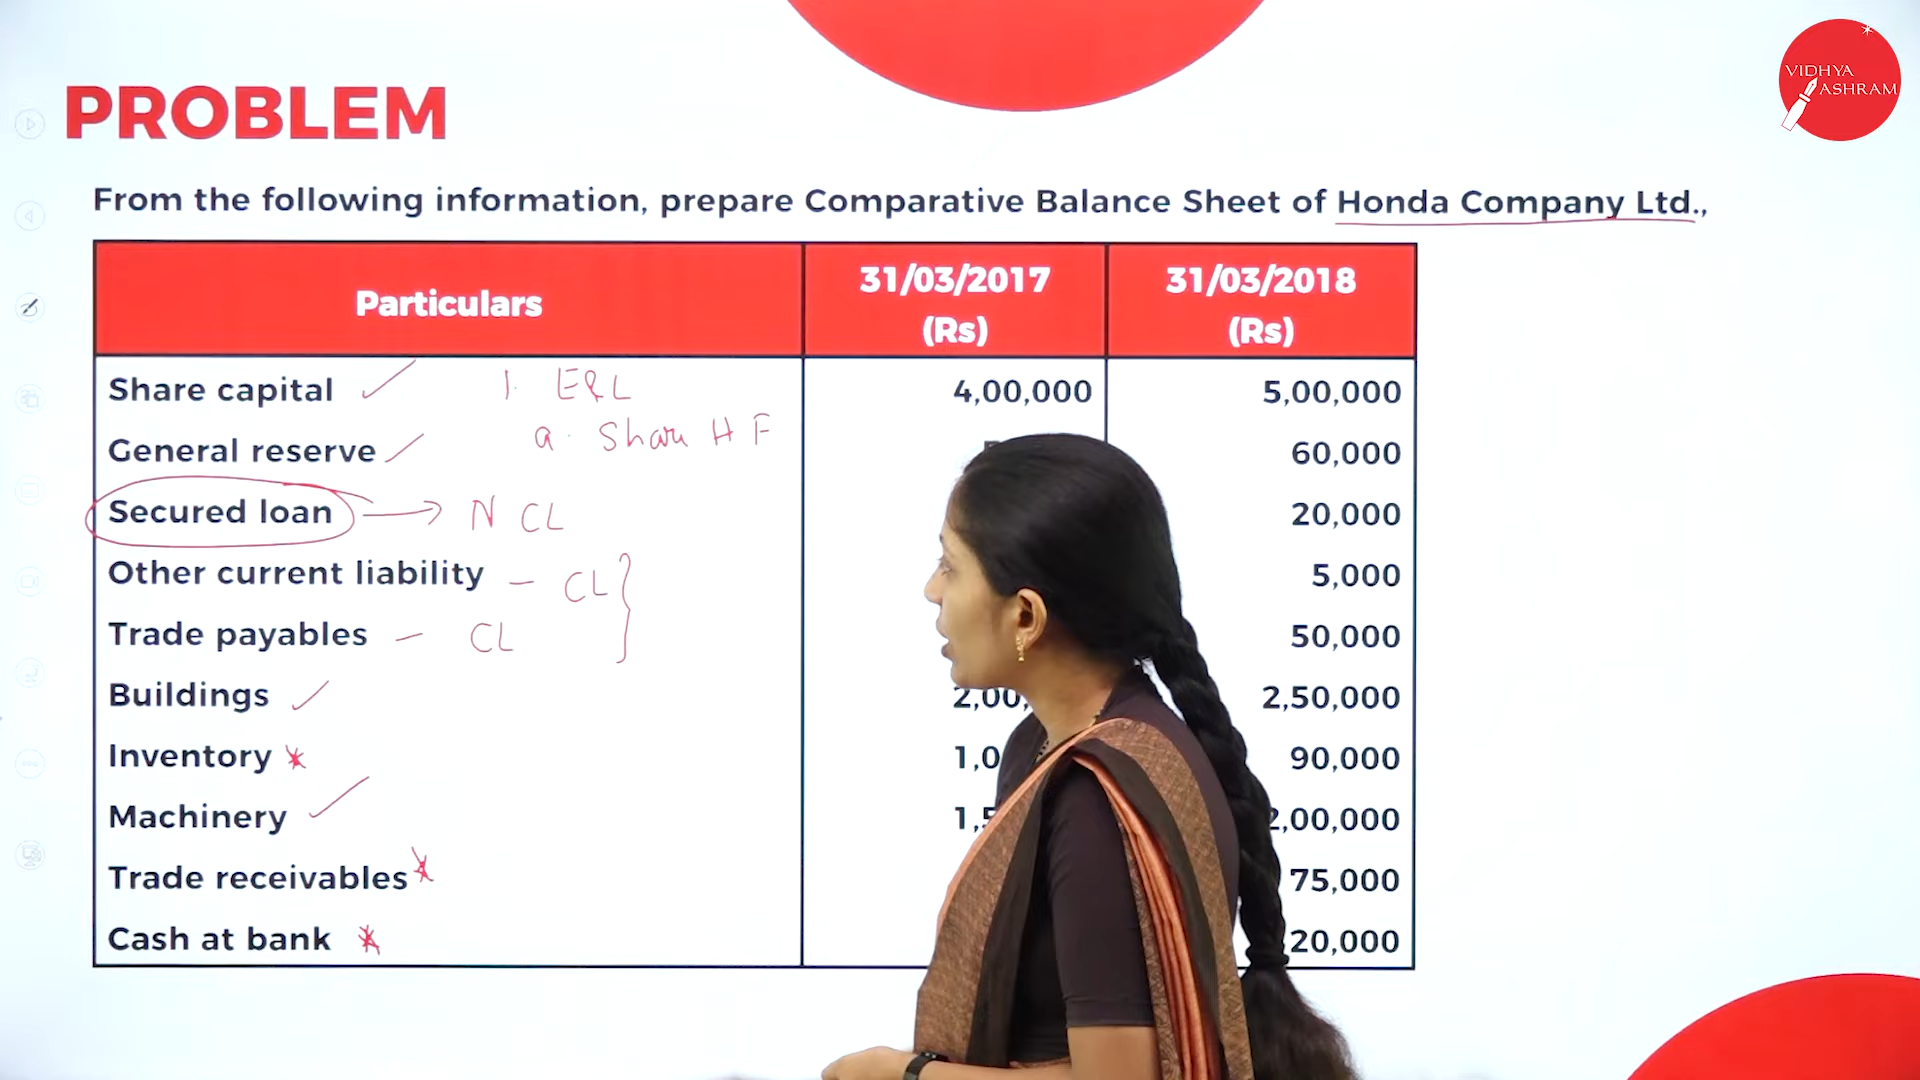 VIDHYA
ASHRAM
PROBLEM
From the following information, prepare Comparative Balance Sheet of Honda Company Ltd.,
Particulars 31/03/2017 (Rs) 31/03/2018 (Rs)
Share capital 1. E&L 4,00,000 5,00,000
General reserve a. Share H F 60,000
Secured loan → N CL 20,000
Other current liability – CL 5,000
Trade payables – CL 50,000
Buildings 2,50,000
Inventory 90,000
Machinery 2,00,000
Trade receivables 75,000
Cash at bank 20,000